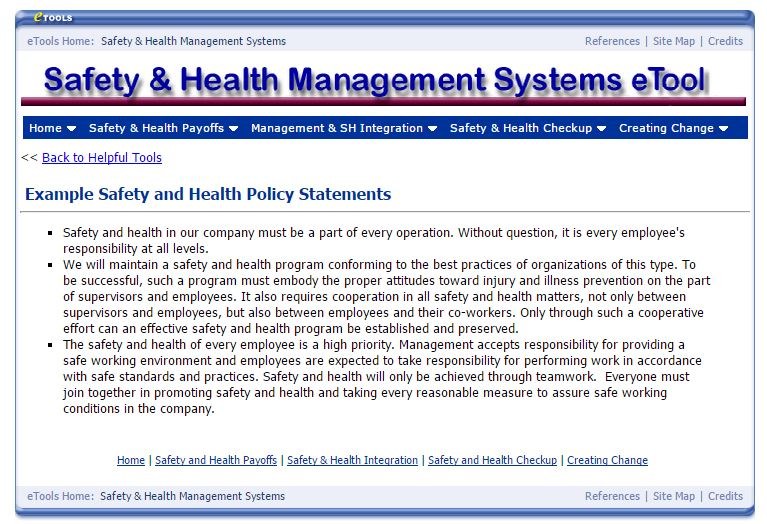 eTOOLS
eTools Home: Safety & Health Management Systems References | Site Map | Credits
Safety & Health Management Systems eTool
Home Safety & Health Payoffs Management & SH Integration Safety & Health Checkup Creating Change
<< Back to Helpful Tools
Example Safety and Health Policy Statements
Safety and health in our company must be a part of every operation. Without question, it is every employee's
responsibility at all levels.
We will maintain a safety and health program conforming to the best practices of organizations of this type. To
be successful, such a program must embody the proper attitudes toward injury and illness prevention on the part
of supervisors and employees. It also requires cooperation in all safety and health matters, not only between
supervisors and employees, but also between employees and their co-workers. Only through such a cooperative
effort can an effective safety and health program be established and preserved.
The safety and health of every employee is a high priority. Management accepts responsibility for providing a
safe working environment and employees are expected to take responsibility for performing work in accordance
with safe standards and practices. Safety and health will only be achieved through teamwork. Everyone must
join together in promoting safety and health and taking every reasonable measure to assure safe working
conditions in the company.
Home | Safety and Health Payoffs | Safety & Health Integration | Safety and Health Checkup | Creating Change
eTools Home: Safety & Health Management Systems References | Site Map | Credits